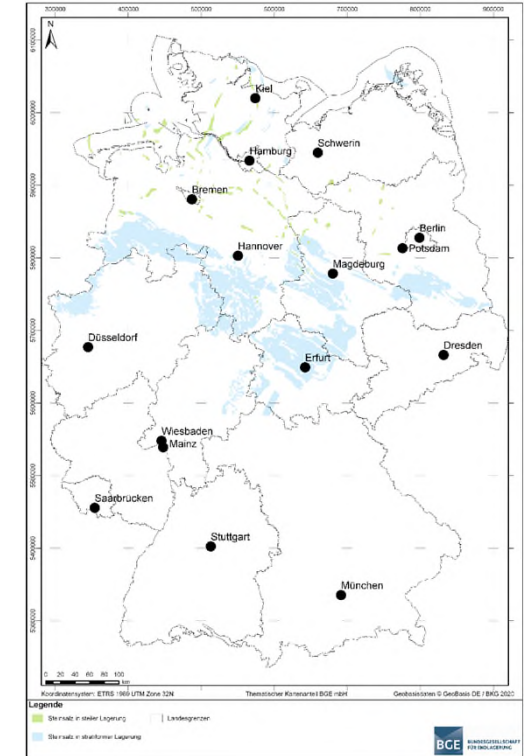 300000 400000 500000 600000 700000 800000 900000
N
6100000
6000000
5900000
5800000
5700000
5600000
5500000
5400000
5300000
Kiel
Schwerin
Hamburg
Bremen
Berlin
Potsdam
Hannover
Magdeburg
Düsseldorf
Dresden
Erfurt
Wiesbaden
Mainz
Saarbrücken
Stuttgart
München
0 20 40 60 80 100
km
Koordinatensystem: ETRS 1989 UTM Zone 32N Thematischer Kartenanteil BGE mbH Geobasisdaten © GeoBasis DE / BKG 2020
Legende
Steinsalz in steiler Lagerung Landesgrenzen
Steinsalz in stratiformer Lagerung
BGE BUNDESGESELLSCHAFT
FÜR ENDLAGERUNG